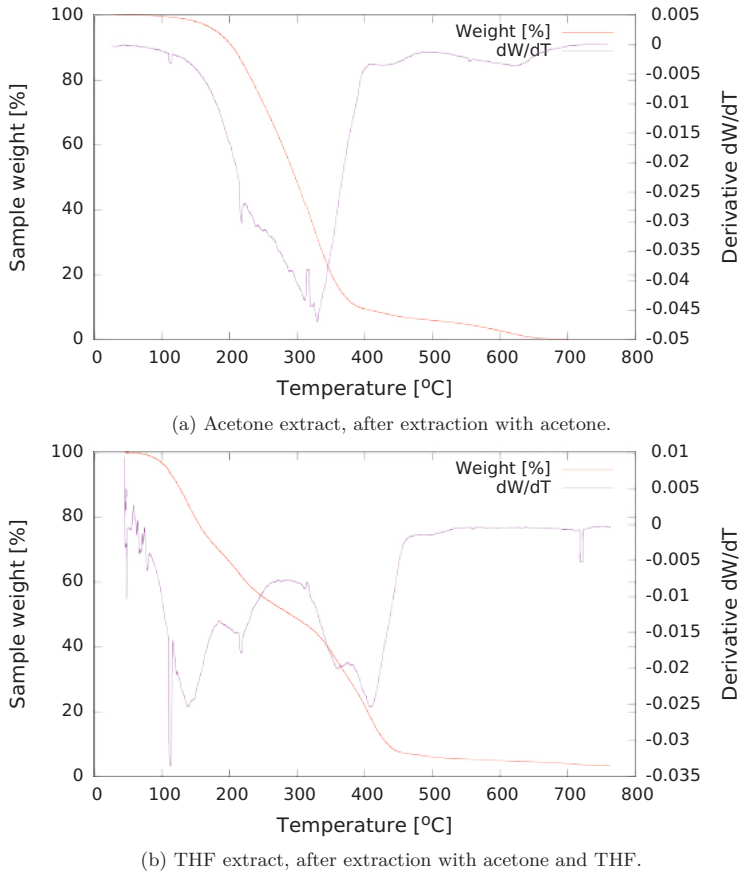 Weight [%]
dW/dT
Sample weight [%]
100
80
60
40
20
0
0.005
0
-0.005
-0.01
-0.015
-0.02
-0.025
-0.03
-0.035
-0.04
-0.045
-0.05
Derivative dW/dT
0 100 200 300 400 500 600 700 800
Temperature [°C]
(a) Acetone extract, after extraction with acetone.
Weight [%]
dW/dT
Sample weight [%]
100
80
60
40
20
0
0.01
0.005
0
-0.005
-0.01
-0.015
-0.02
-0.025
-0.03
-0.035
Derivative dW/dT
0 100 200 300 400 500 600 700 800
Temperature [°C]
(b) THF extract, after extraction with acetone and THF.